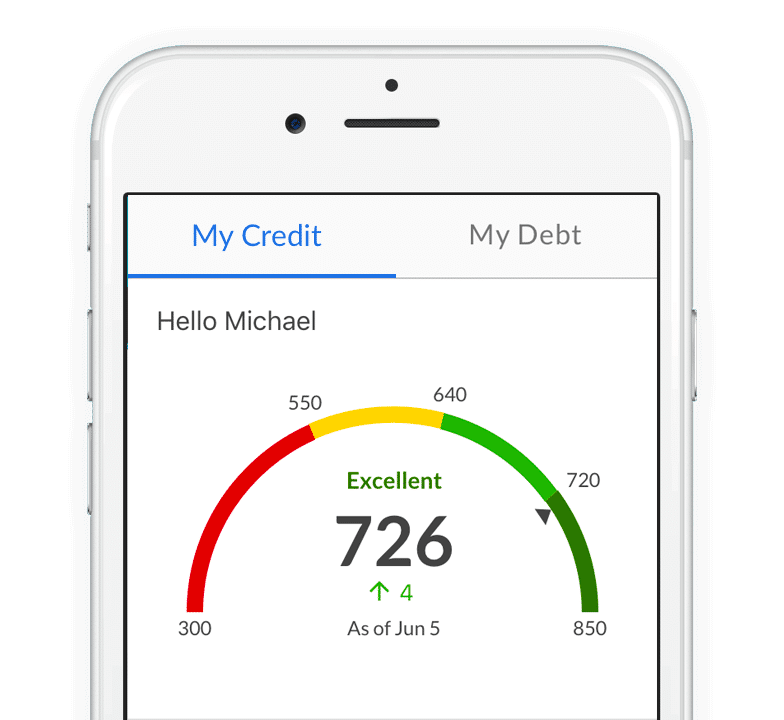 My Credit
My Debt
Hello Michael
550
640
720
Excellent
726
↑ 4
300
As of Jun 5
850